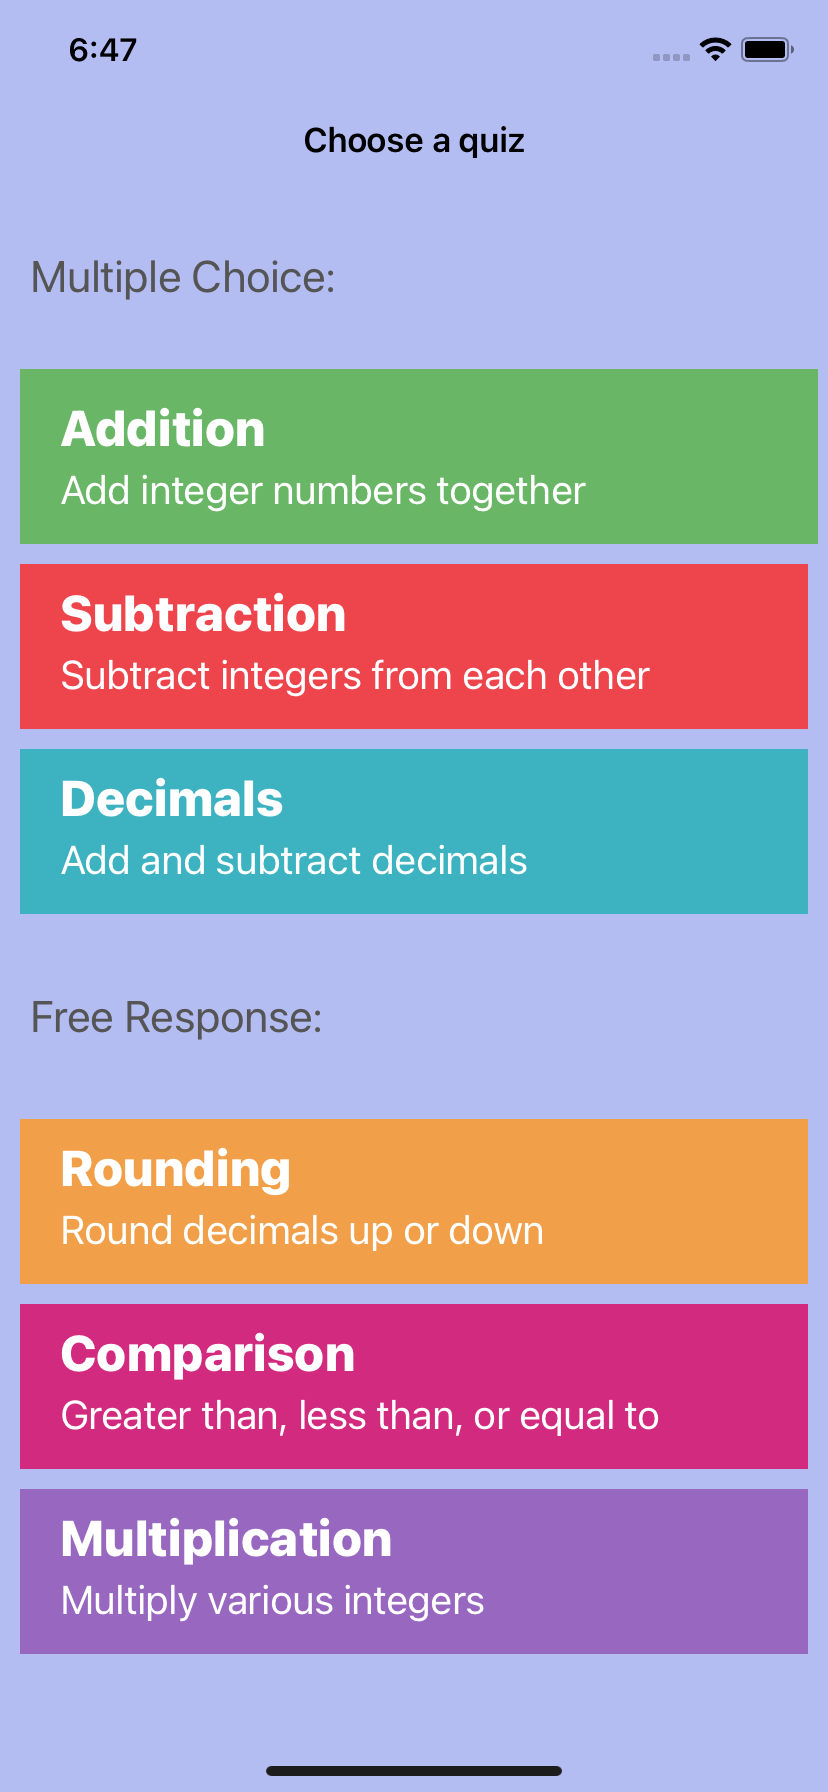 6:47
Choose a quiz
Multiple Choice:
Addition
Add integer numbers together
Subtraction
Subtract integers from each other
Decimals
Add and subtract decimals
Free Response:
Rounding
Round decimals up or down
Comparison
Greater than, less than, or equal to
Multiplication
Multiply various integers